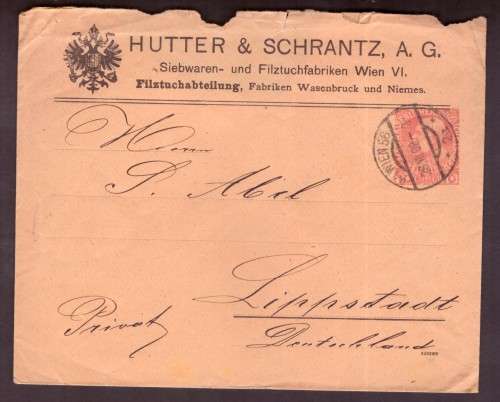 HUTTER & SCHRANTZ, A. G.
Siebwaren- und Filztuchfabriken Wien VI.
Filztuchabteilung, Fabriken Wasenbruck und Niemes.
WIEN 56
Herrn
S. Abel
Lippstadt
Privat
Deutschland